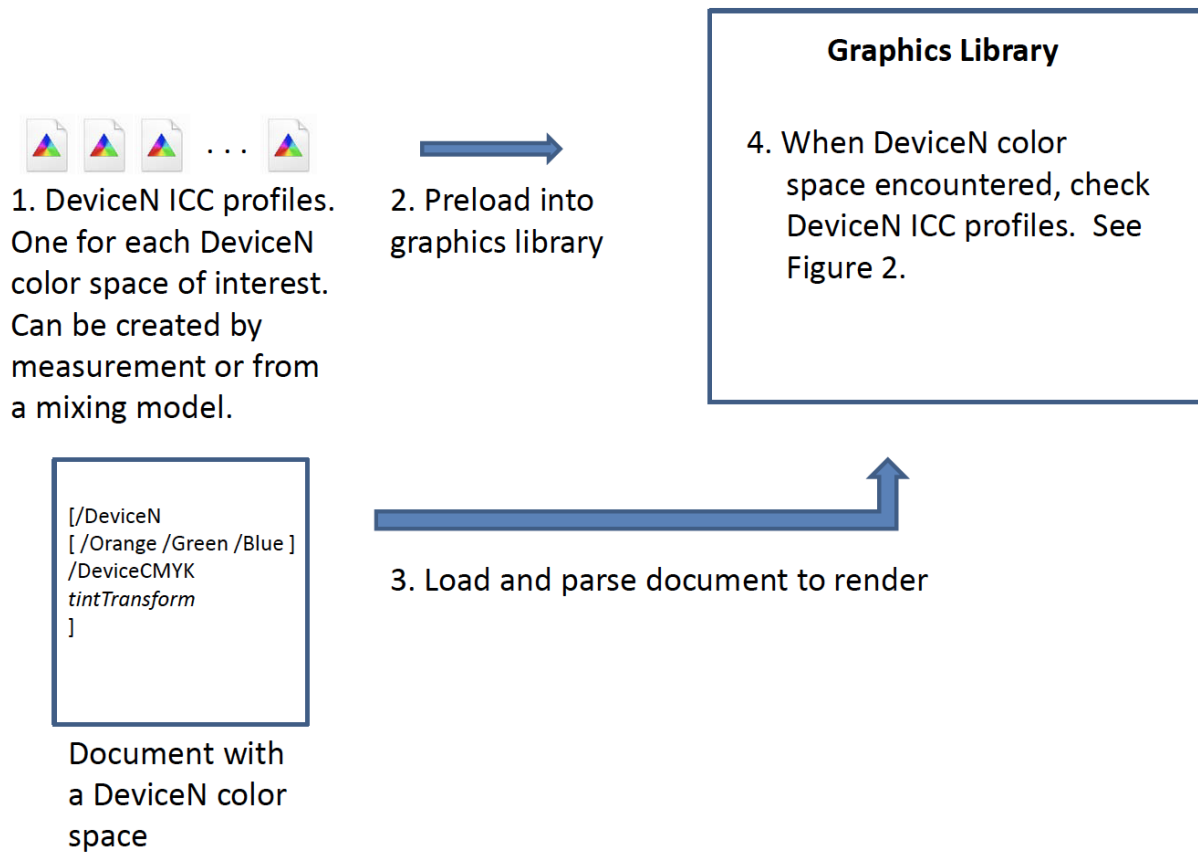 Graphics Library
. . .
1. DeviceN ICC profiles.
One for each DeviceN
color space of interest.
Can be created by
measurement or from
a mixing model.
2. Preload into
graphics library
4. When DeviceN color
space encountered, check
DeviceN ICC profiles.  See
Figure 2.
[/DeviceN
[ /Orange /Green /Blue ]
/DeviceCMYK
tintTransform
]
3. Load and parse document to render
Document with
a DeviceN color
space